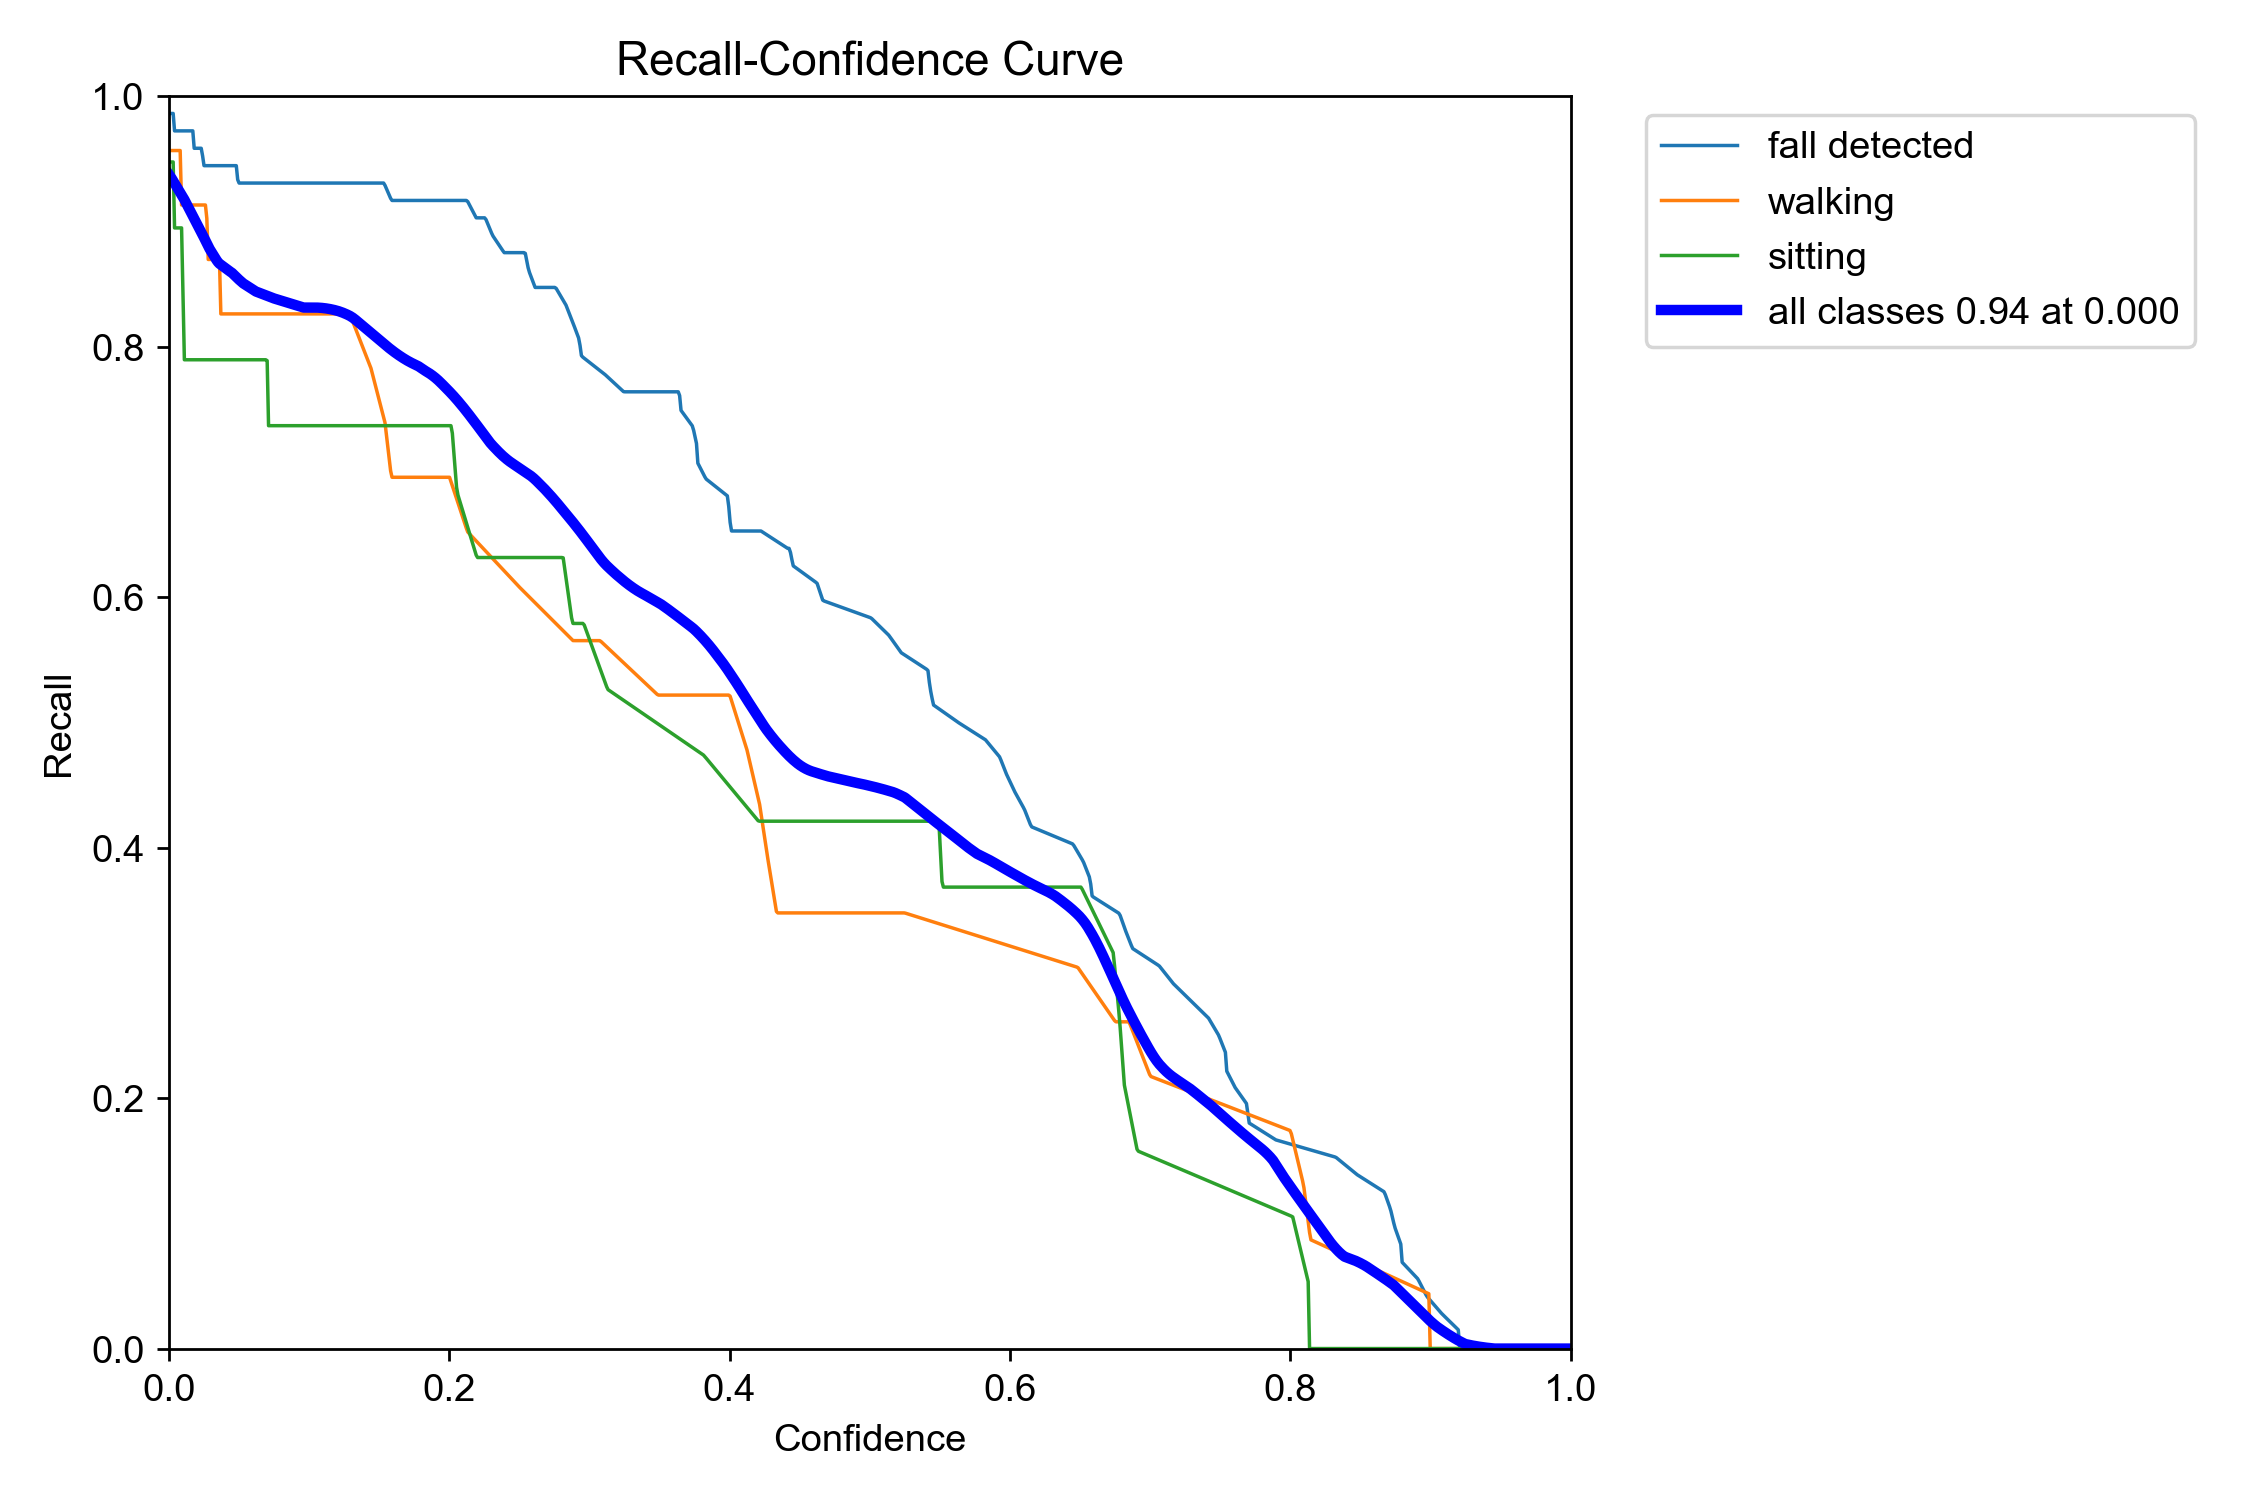 Recall-Confidence Curve
1.0
0.8
0.6
0.4
0.2
0.0
Recall
0.0 0.2 0.4 0.6 0.8 1.0
Confidence
fall detected
walking
sitting
all classes 0.94 at 0.000